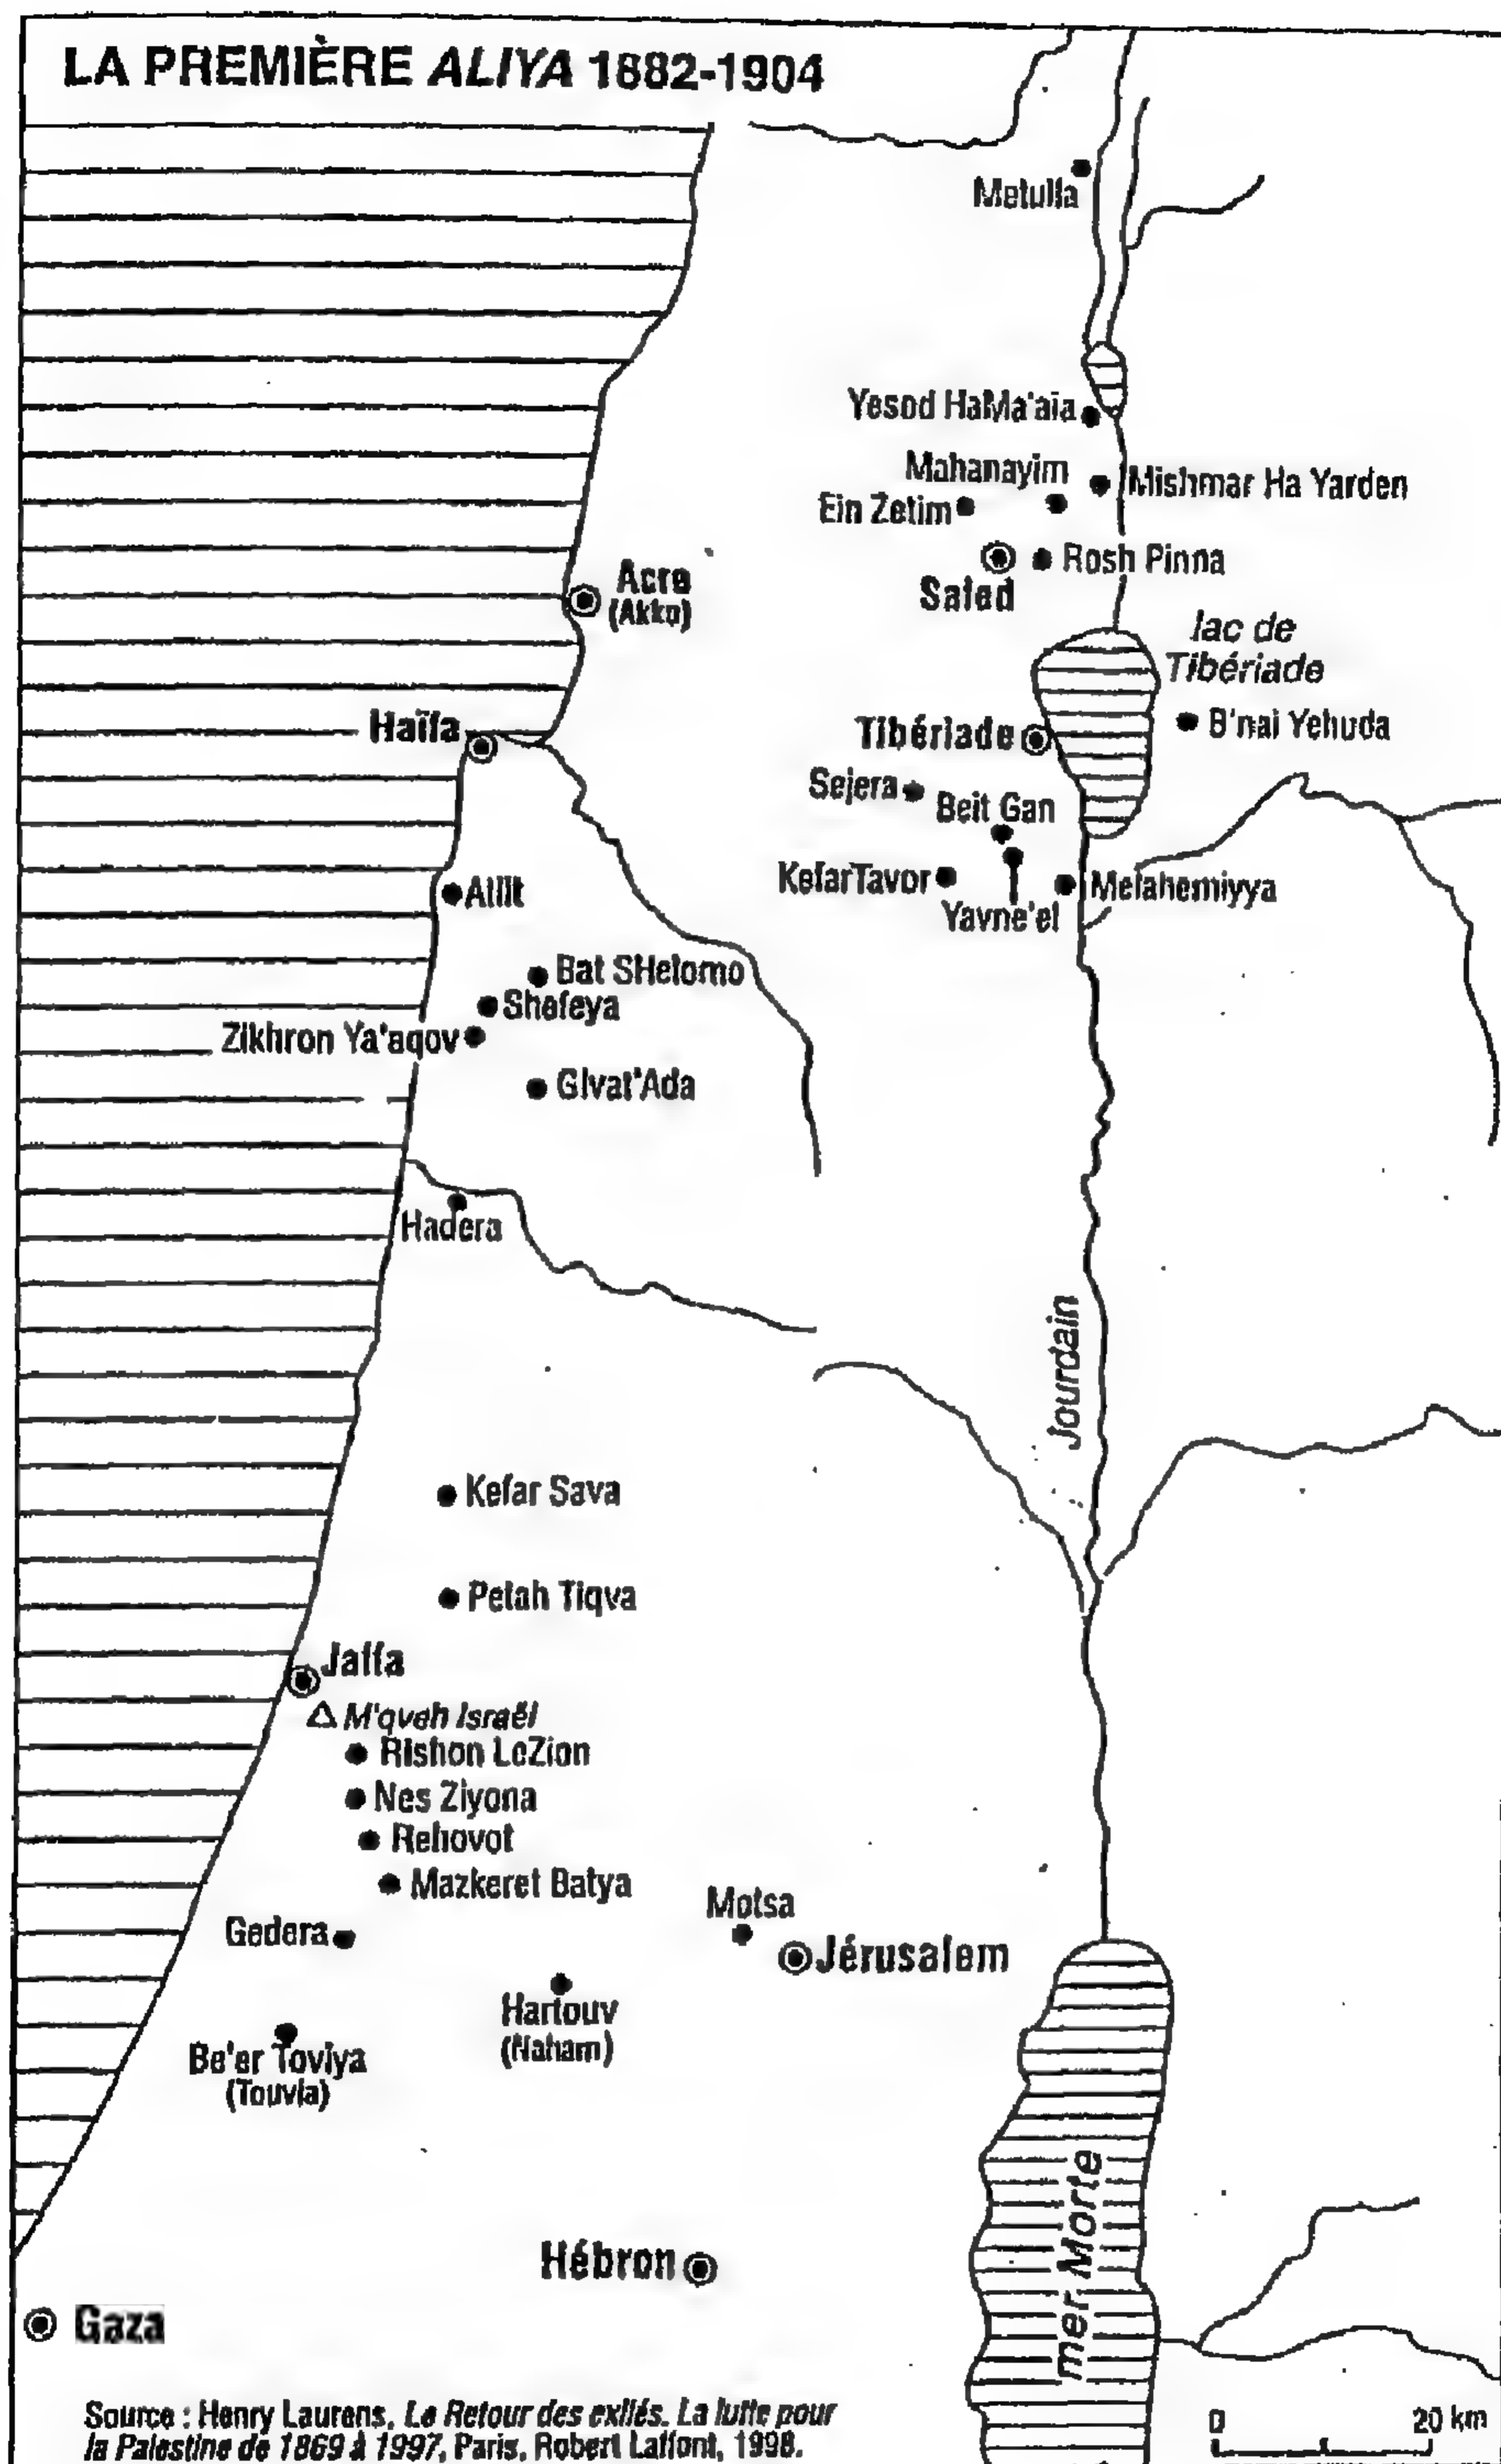 LA PREMIÈRE ALIYA 1882-1904
Metulla
Yesod HaMa'ala
Mahanayim
Mishmar Ha Yarden
Ein Zetim
Rosh Pinna
Safed
Acre
(Akko)
lac de
Tibériade
Haïfa
Tibériade
B'nai Yehuda
Sejera
Beit Gan
Kefar Tavor
Melahemiyya
Yavne'el
Atlit
Bat SHelomo
Shefeya
Zikhron Ya'aqov
Givat'Ada
Hadera
Jourdain
Kefar Sava
Petah Tiqva
Jaffa
M'qveh Israël
Rishon LeZion
Nes Ziyona
Rehovot
Mazkeret Batya
Motsa
Gedera
Jérusalem
Hartouv
(Naham)
Be'er Toviya
(Touvia)
mer Morte
Hébron
Gaza
Source : Henry Laurens, Le Retour des exilés. La lutte pour
la Palestine de 1869 à 1997, Paris, Robert Laffont, 1998.
0 20 km